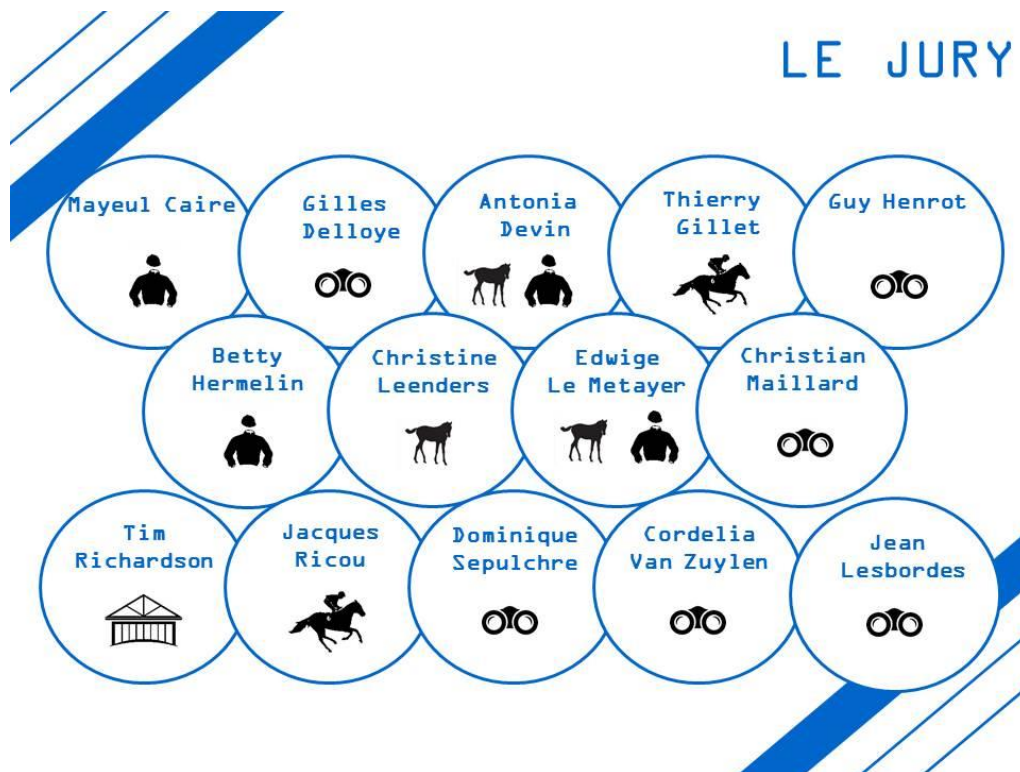 LE JURY
Mayeul Caire
Gilles
Delloye
Antonia
Devin
Thierry
Gillet
Guy Henrot
Betty
Hermelin
Christine
Leenders
Edwige
Le Metayer
Christian
Maillard
Tim
Richardson
Jacques
Ricou
Dominique
Sepulchre
Cordelia
Van Zuylen
Jean
Lesbordes